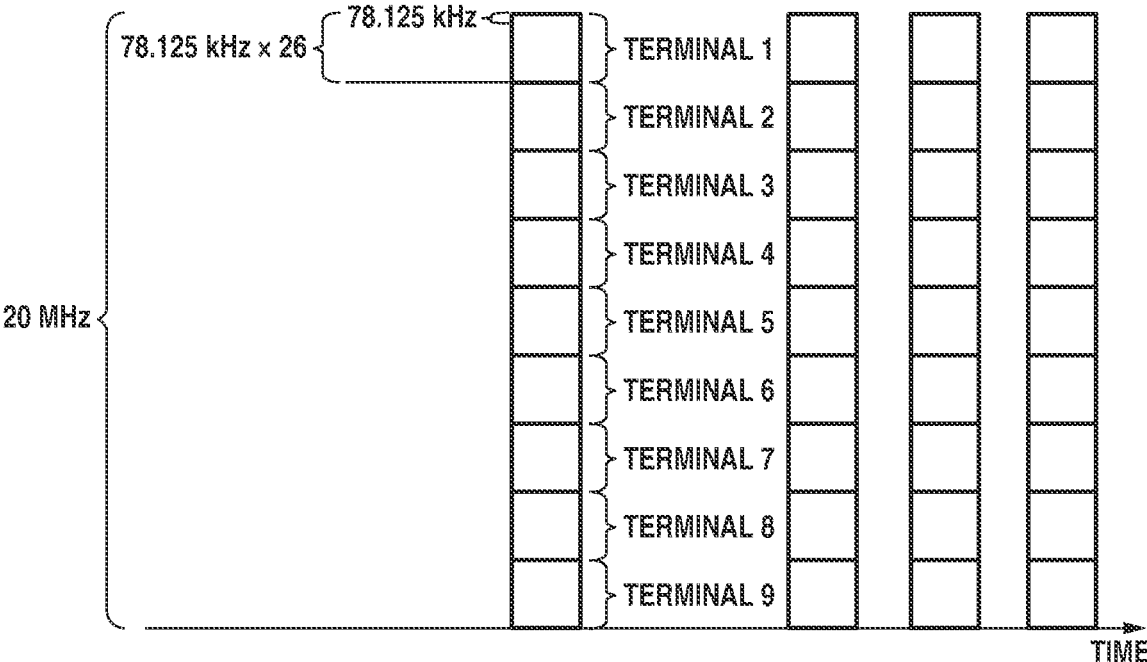 78.125 kHz
78.125 kHz × 26
TERMINAL 1
TERMINAL 2
TERMINAL 3
TERMINAL 4
20 MHz
TERMINAL 5
TERMINAL 6
TERMINAL 7
TERMINAL 8
TERMINAL 9
TIME